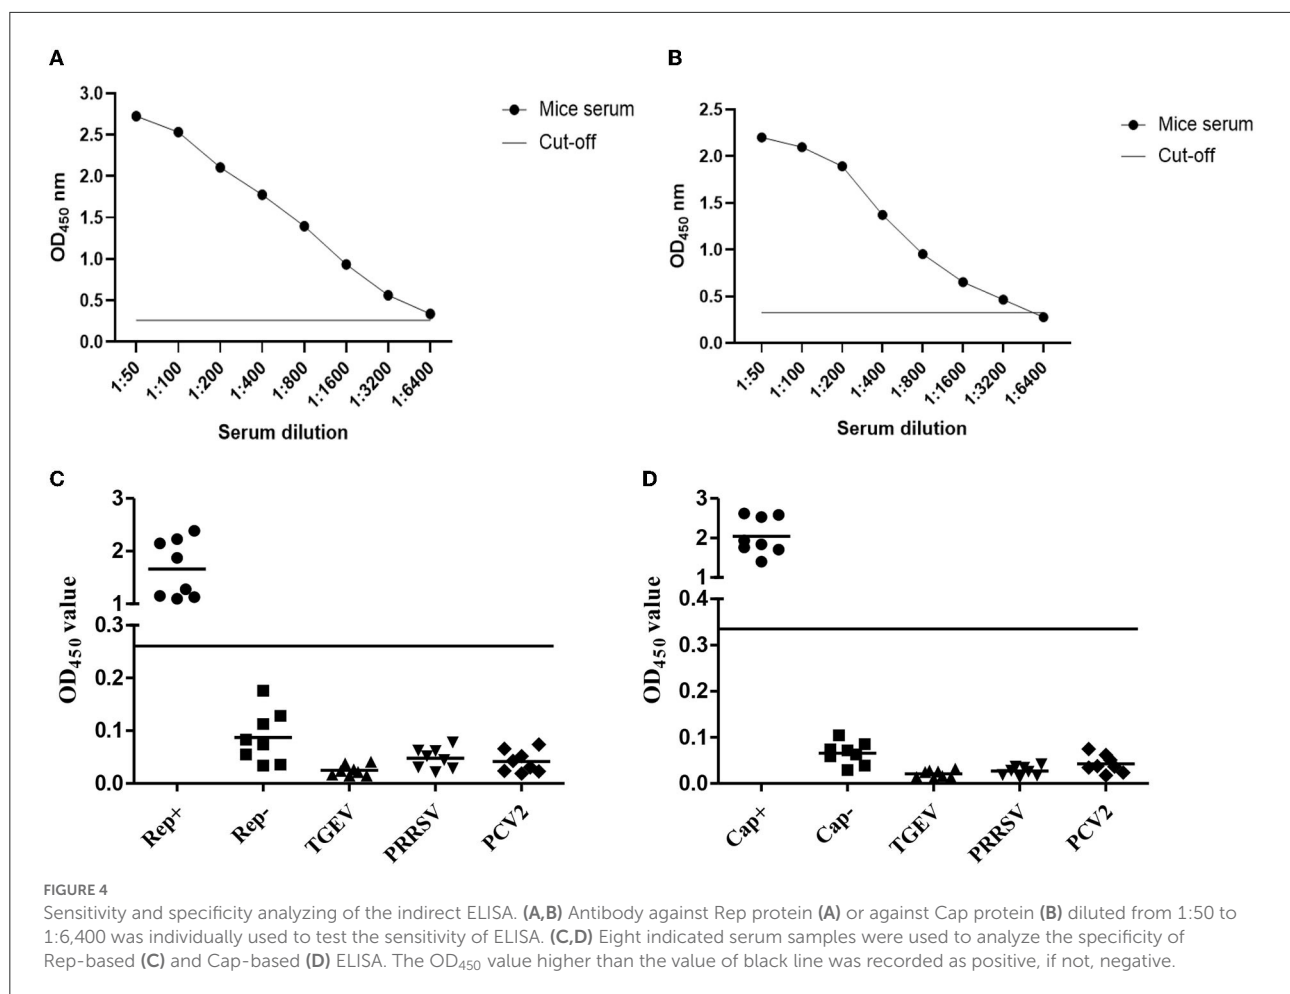 A
3.0
2.5
2.0
1.5
1.0
0.5
0.0
OD450 nm
1:50
1:100
1:200
1:400
1:800
1:1600
1:3200
1:6400
Serum dilution
Mice serum
Cut-off
B
2.5
2.0
1.5
1.0
0.5
0.0
OD450 nm
1:50
1:100
1:200
1:400
1:800
1:1600
1:3200
1:6400
Serum dilution
Mice serum
Cut-off
C
3
2
1
0.3
0.2
0.1
0.0
OD450 value
Rep+
Rep-
TGEV
PRRSV
PCV2
D
3
2
1
0.4
0.3
0.2
0.1
0.0
OD450 value
Cap+
Cap-
TGEV
PRRSV
PCV2
FIGURE 4
Sensitivity and specificity analyzing of the indirect ELISA. (A,B) Antibody against Rep protein (A) or against Cap protein (B) diluted from 1:50 to
1:6,400 was individually used to test the sensitivity of ELISA. (C,D) Eight indicated serum samples were used to analyze the specificity of
Rep-based (C) and Cap-based (D) ELISA. The OD450 value higher than the value of black line was recorded as positive, if not, negative.